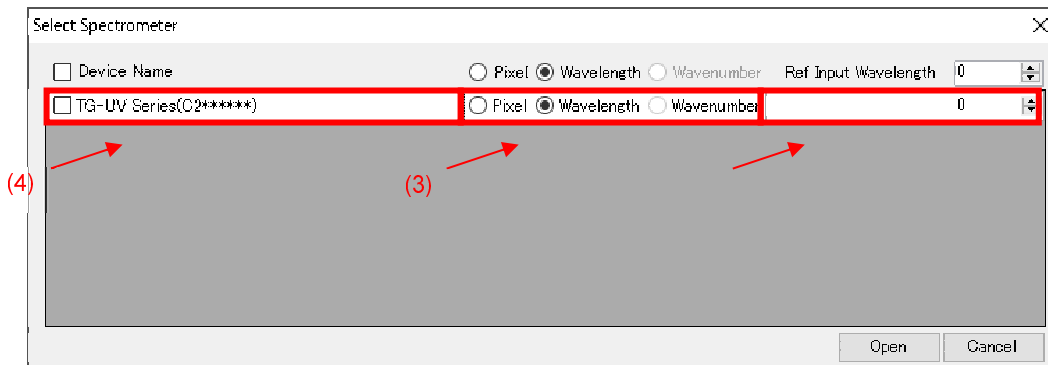 Select Spectrometer
Device Name Pixel Wavelength Wavenumber Ref Input Wavelength 0
TG-UV Series(C2******) Pixel Wavelength Wavenumber 0
(4) (3)
Open Cancel